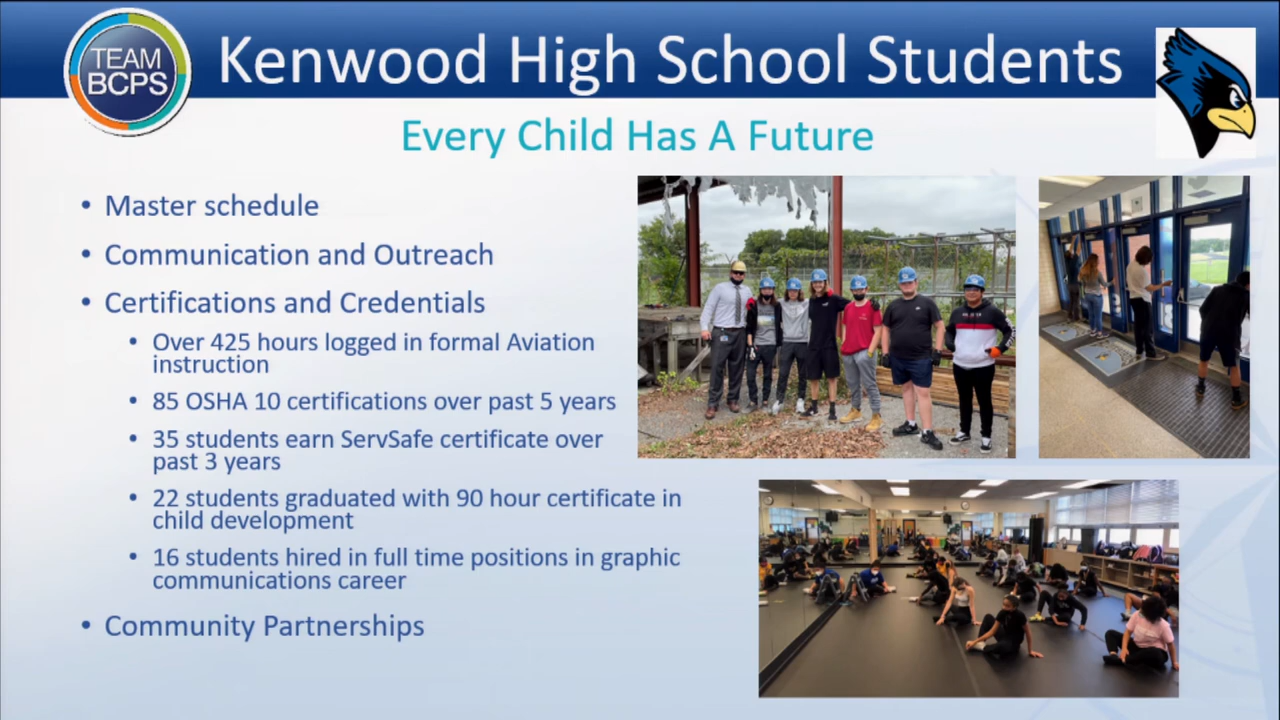 TEAM
BCPS
Kenwood High School Students
Every Child Has A Future
• Master schedule
• Communication and Outreach
• Certifications and Credentials
• Over 425 hours logged in formal Aviation
instruction
• 85 OSHA 10 certifications over past 5 years
• 35 students earn ServSafe certificate over
past 3 years
• 22 students graduated with 90 hour certificate in
child development
• 16 students hired in full time positions in graphic
communications career
• Community Partnerships